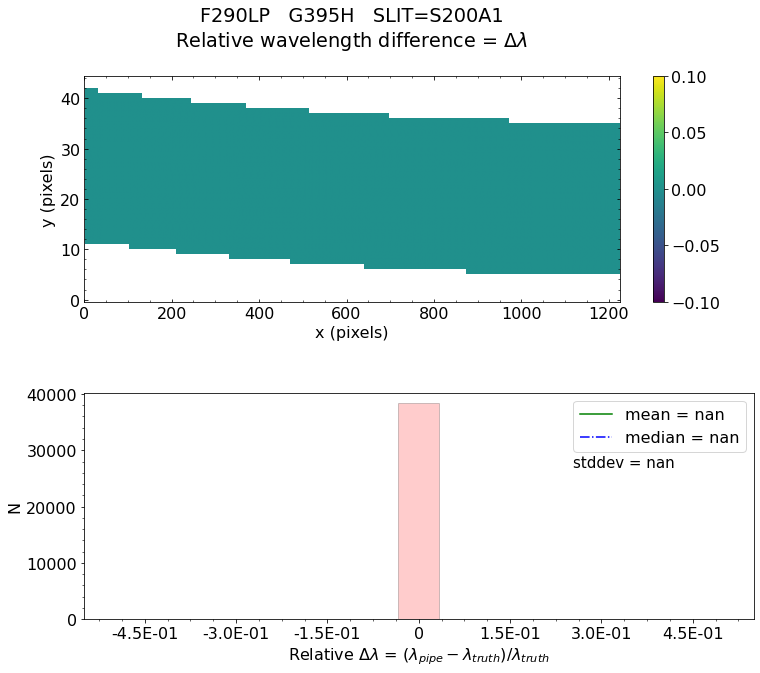 F290LP   G395H   SLIT=S200A1
Relative wavelength difference = Δλ
40
30
20
10
0
y (pixels)
0 200 400 600 800 1000 1200
x (pixels)
0.10
0.05
0.00
−0.05
−0.10
40000
30000
20000
10000
0
N
mean = nan
median = nan
stddev = nan
-4.5E-01 -3.0E-01 -1.5E-01 0 1.5E-01 3.0E-01 4.5E-01
Relative Δλ = (λ_pipe − λ_truth)/λ_truth